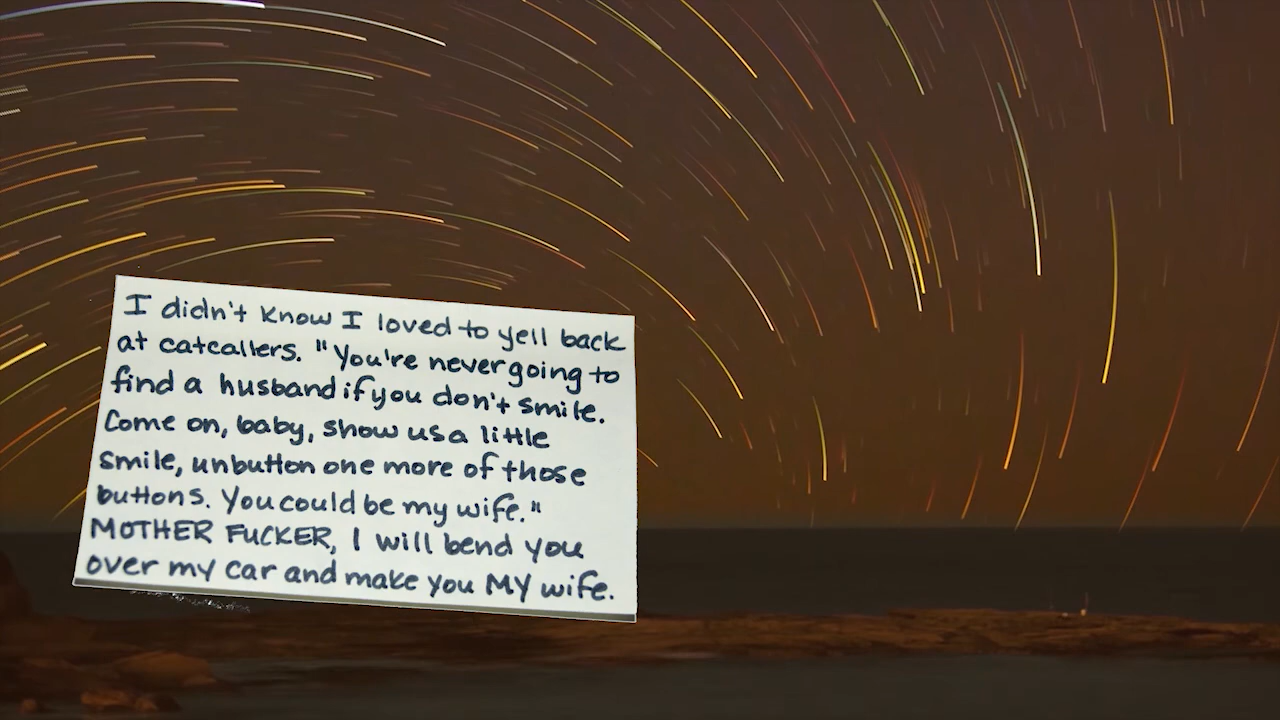 I didn't know I loved to yell back
at catcallers. "You're never going to
find a husband if you don't smile.
Come on, baby, show us a little
smile, unbutton one more of those
buttons. You could be my wife."
MOTHER FUCKER, I will bend you
over my car and make you MY wife.